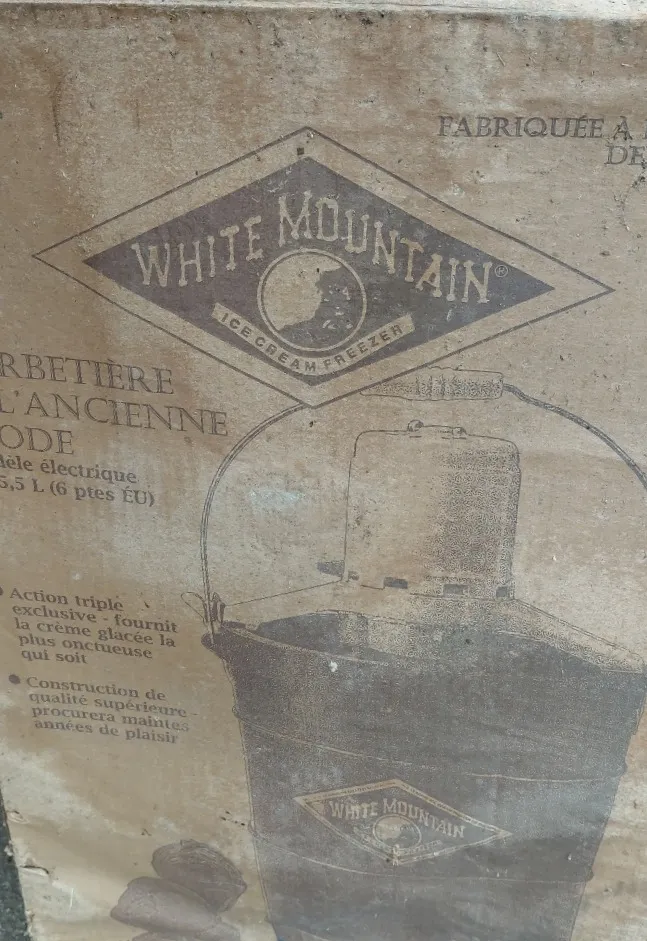 FABRIQUÉE À
DE
WHITE MOUNTAIN®
ICE CREAM FREEZER
RBETIÈRE
L'ANCIENNE
ODE
èle électrique
5,5 L (6 ptes ÉU)
● Action triple
exclusive - fournit
la crème glacée la
plus onctueuse
qui soit
● Construction de
qualité supérieure -
procurera maintes
années de plaisir
WHITE MOUNTAIN